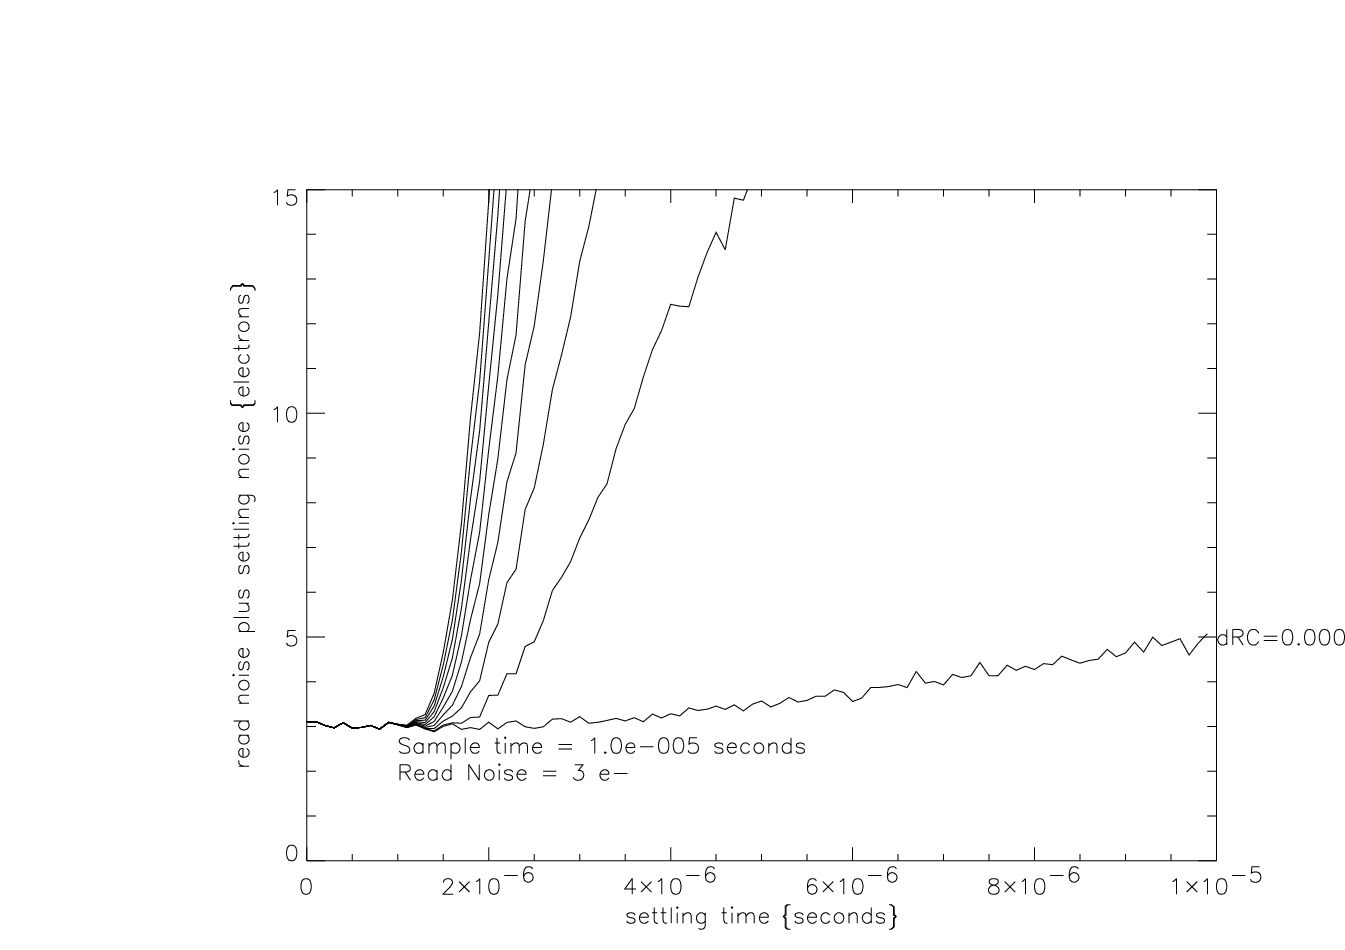 15
10
5
0
read noise plus settling noise {electrons}
dRC=0.000
Sample time = 1.0e−005 seconds
Read Noise = 3 e−
0 2×10⁻⁶ 4×10⁻⁶ 6×10⁻⁶ 8×10⁻⁶ 1×10⁻⁵
settling time {seconds}